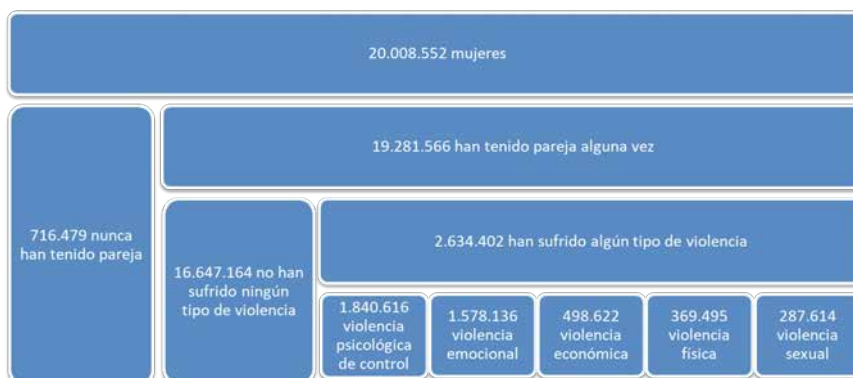 20.008.552 mujeres
716.479 nunca
han tenido pareja
19.281.566 han tenido pareja alguna vez
16.647.164 no han
sufrido ningún
tipo de violencia
2.634.402 han sufrido algún tipo de violencia
1.840.616
violencia
psicológica
de control
1.578.136
violencia
emocional
498.622
violencia
económica
369.495
violencia
física
287.614
violencia
sexual